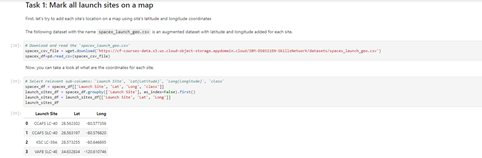 Task 1: Mark all launch sites on a map
First, let's try to add each site's location on a map using site's latitude and longitude coordinates
The following dataset with the name spacex_launch_geo.csv is an augmented dataset with latitude and longitude added for each site.
# Download and read the `spacex_launch_geo.csv`
spacex_csv_file = wget.download('https://cf-courses-data.s3.us.cloud-object-storage.appdomain.cloud/IBM-DS0321EN-SkillsNetwork/datasets/spacex_launch_geo.csv')
spacex_df=pd.read_csv(spacex_csv_file)
Now, you can take a look at what are the coordinates for each site.
# Select relevant sub-columns: `Launch Site`, `Lat(Latitude)`, `Long(Longitude)`, `class`
spacex_df = spacex_df[['Launch Site', 'Lat', 'Long', 'class']]
launch_sites_df = spacex_df.groupby(['Launch Site'], as_index=False).first()
launch_sites_df = launch_sites_df[['Launch Site', 'Lat', 'Long']]
launch_sites_df
Launch Site Lat Long
0 CCAFS LC-40 28.562302 -80.577356
1 CCAFS SLC-40 28.563197 -80.576820
2 KSC LC-39A 28.573255 -80.646895
3 VAFB SLC-4E 34.632834 -120.610746